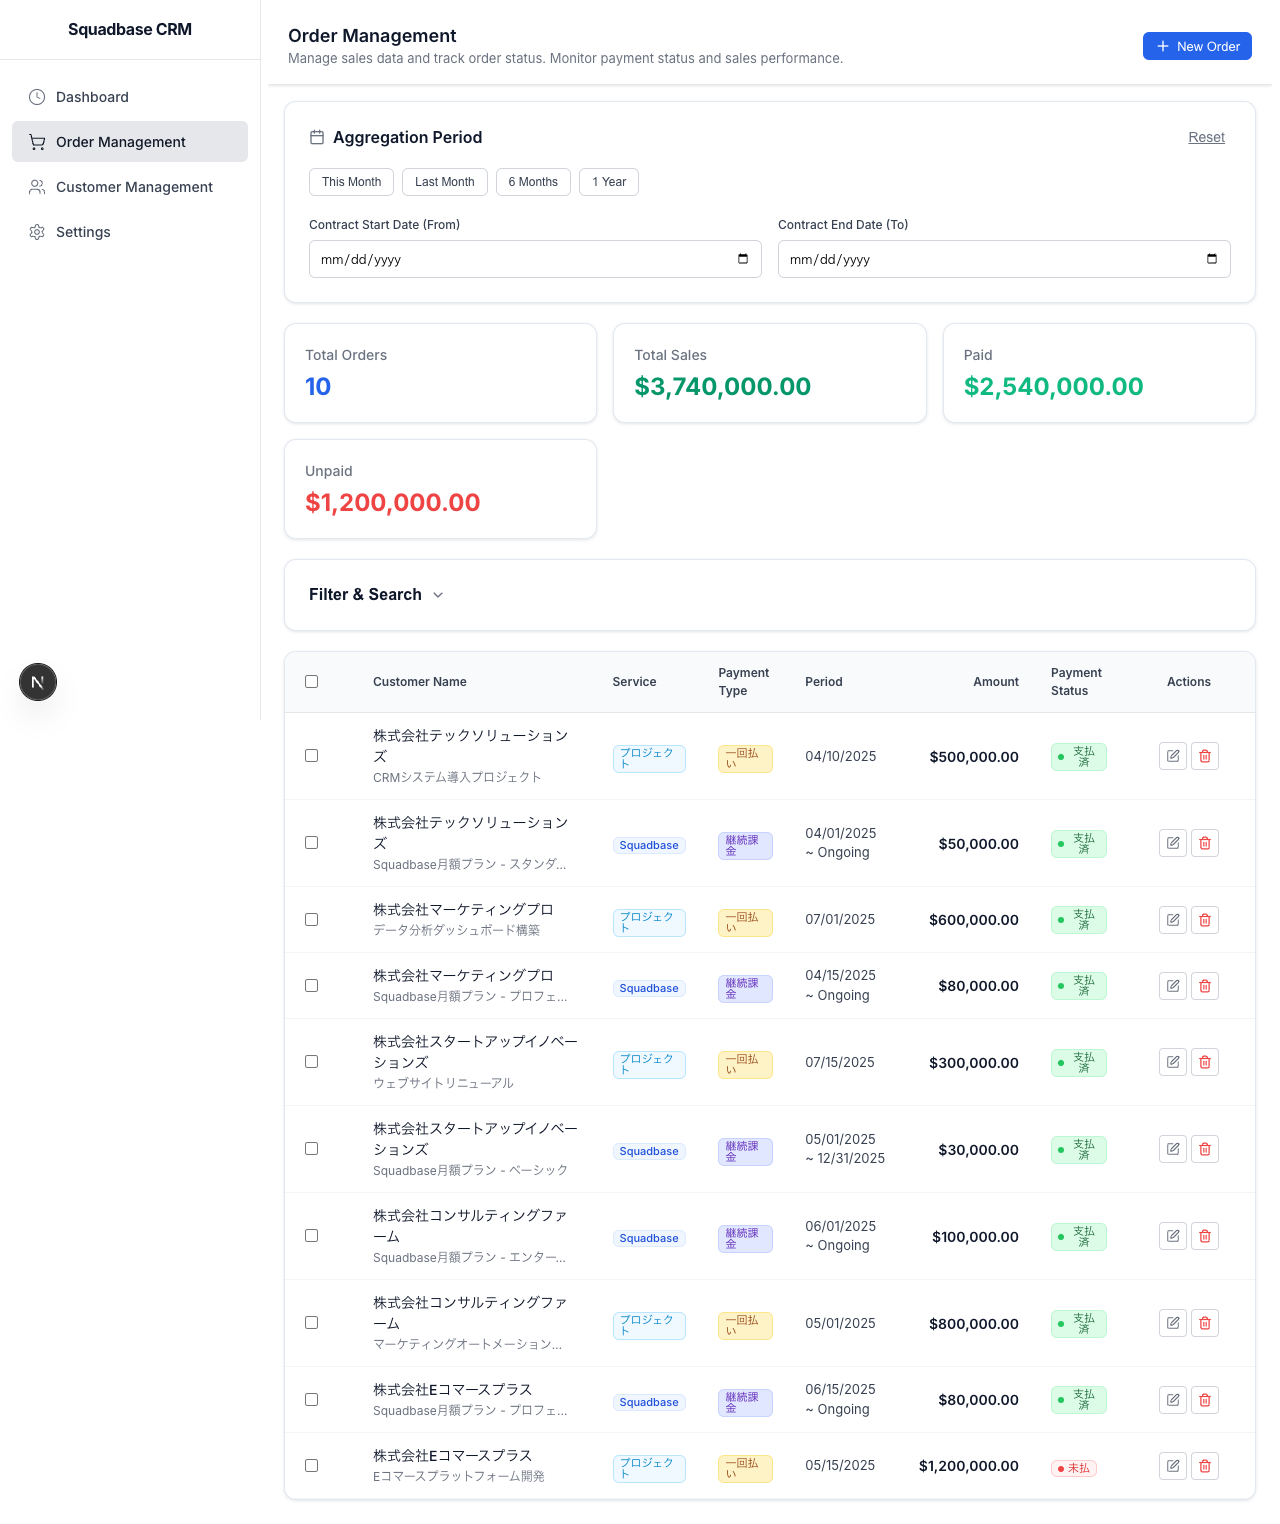 Squadbase CRM
Dashboard
Order Management
Customer Management
Settings
N
Order Management
Manage sales data and track order status. Monitor payment status and sales performance.
New Order
Aggregation Period
Reset
This Month
Last Month
6 Months
1 Year
Contract Start Date (From)
Contract End Date (To)
mm/dd/yyyy
mm/dd/yyyy
Total Orders
10
Total Sales
$3,740,000.00
Paid
$2,540,000.00
Unpaid
$1,200,000.00
Filter & Search
Customer Name
Service
Payment
Type
Period
Amount
Payment
Status
Actions
株式会社テックソリューション
ズ
CRMシステム導入プロジェクト
プロジェク
ト
一回払
い
04/10/2025
$500,000.00
支払
済
株式会社テックソリューション
ズ
Squadbase月額プラン - スタンダ...
Squadbase
継続課
金
04/01/2025
~ Ongoing
$50,000.00
支払
済
株式会社マーケティングプロ
データ分析ダッシュボード構築
プロジェク
ト
一回払
い
07/01/2025
$600,000.00
支払
済
株式会社マーケティングプロ
Squadbase月額プラン - プロフェ...
Squadbase
継続課
金
04/15/2025
~ Ongoing
$80,000.00
支払
済
株式会社スタートアップイノベー
ションズ
ウェブサイトリニューアル
プロジェク
ト
一回払
い
07/15/2025
$300,000.00
支払
済
株式会社スタートアップイノベー
ションズ
Squadbase月額プラン - ベーシック
Squadbase
継続課
金
05/01/2025
~ 12/31/2025
$30,000.00
支払
済
株式会社コンサルティングファ
ーム
Squadbase月額プラン - エンター...
Squadbase
継続課
金
06/01/2025
~ Ongoing
$100,000.00
支払
済
株式会社コンサルティングファ
ーム
マーケティングオートメーション...
プロジェク
ト
一回払
い
05/01/2025
$800,000.00
支払
済
株式会社Eコマースプラス
Squadbase月額プラン - プロフェ...
Squadbase
継続課
金
06/15/2025
~ Ongoing
$80,000.00
支払
済
株式会社Eコマースプラス
Eコマースプラットフォーム開発
プロジェク
ト
一回払
い
05/15/2025
$1,200,000.00
未払